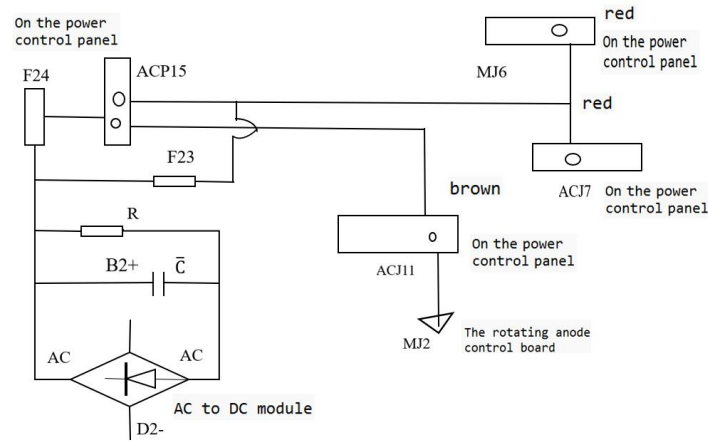 On the power
control panel
F24
ACP15
red
On the power
control panel
MJ6
red
F23
brown
ACJ7
On the power
control panel
R
On the power
control panel
B2+
C̄
ACJ11
MJ2
The rotating anode
control board
AC
AC
AC to DC module
D2-